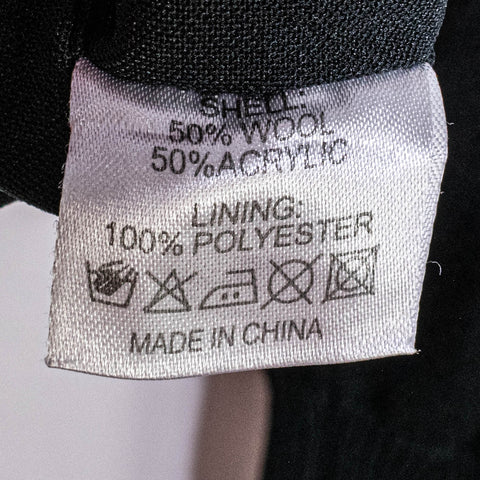 SHELL:
50% WOOL
50%ACRYLIC
LINING:
100% POLYESTER
MADE IN CHINA